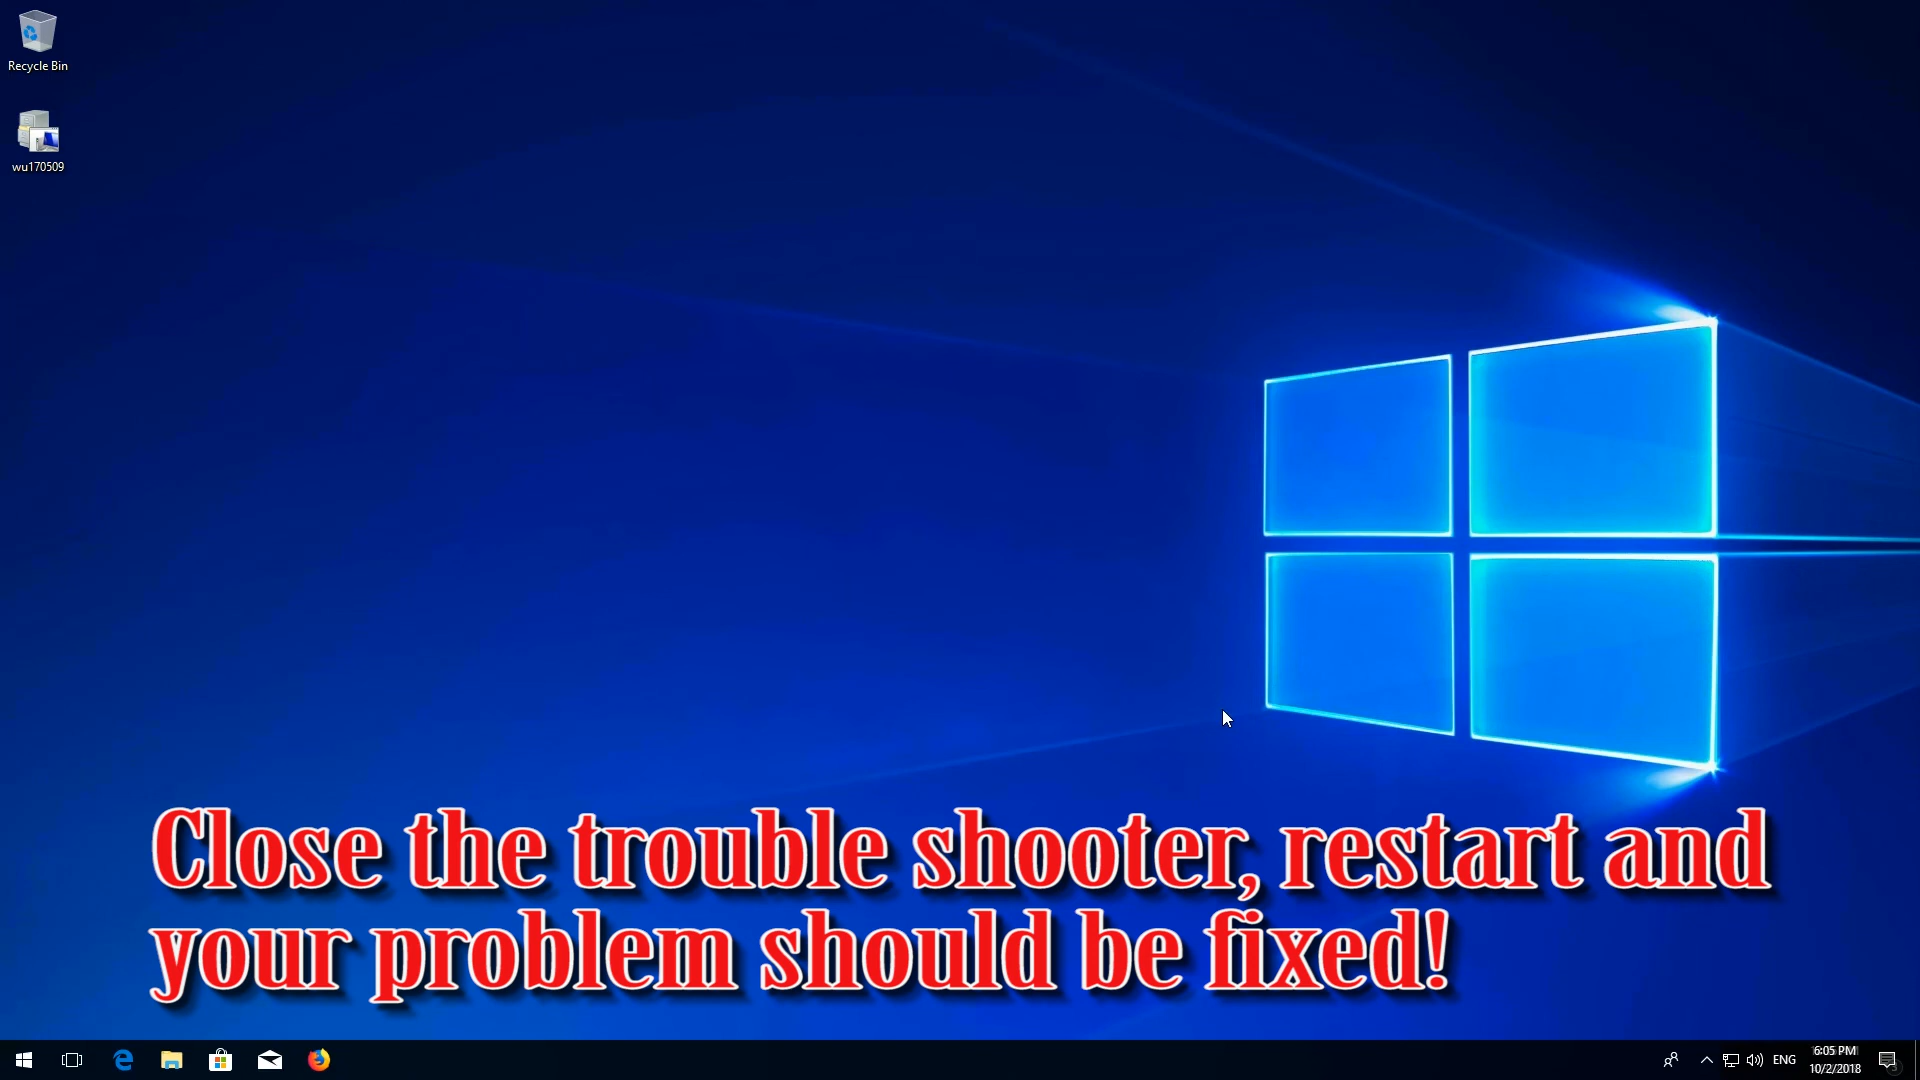 Recycle Bin
wu170509
Close the trouble shooter, restart and
your problem should be fixed!
ENG
6:05 PM
10/2/2018